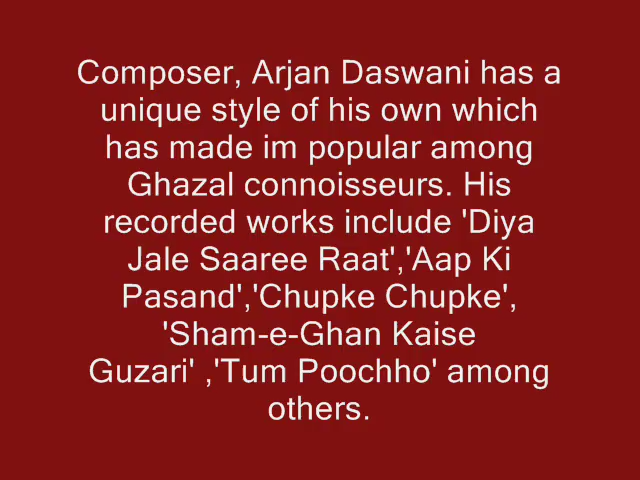 Composer, Arjan Daswani has a
unique style of his own which
has made im popular among
Ghazal connoisseurs. His
recorded works include 'Diya
Jale Saaree Raat','Aap Ki
Pasand','Chupke Chupke',
'Sham-e-Ghan Kaise
Guzari' ,'Tum Poochho' among
others.